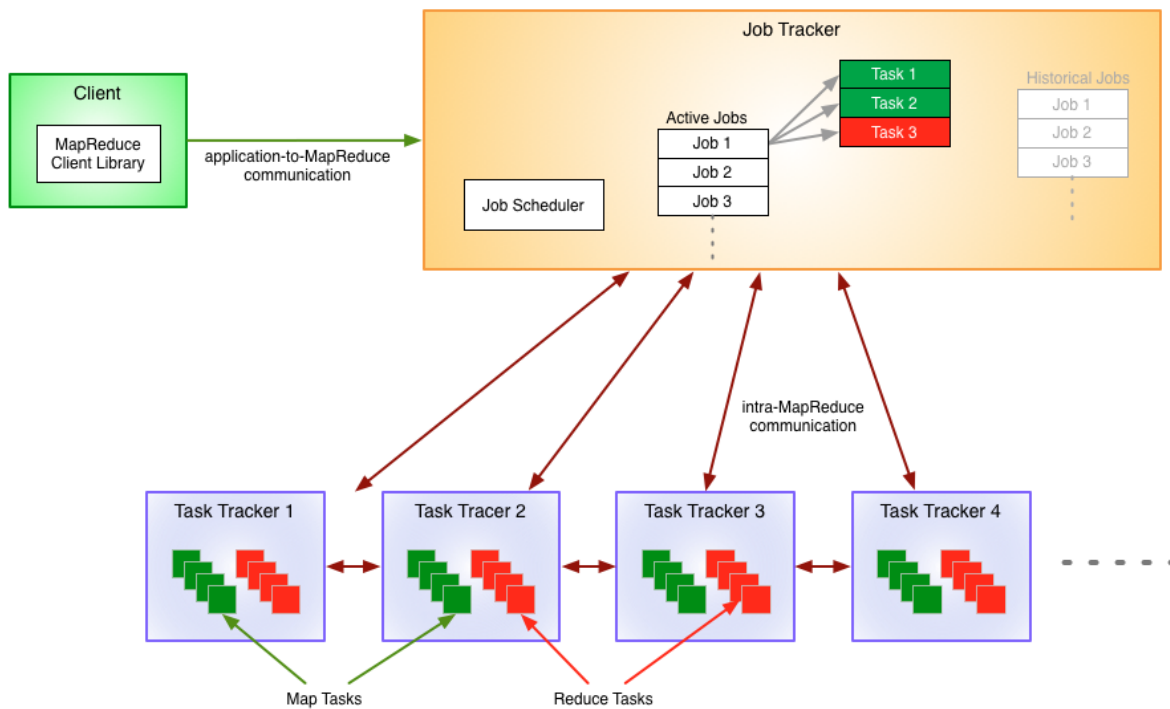 Job Tracker
Client
MapReduce
Client Library
application-to-MapReduce
communication
Job Scheduler
Active Jobs
Job 1
Job 2
Job 3
Task 1
Task 2
Task 3
Historical Jobs
Job 1
Job 2
Job 3
intra-MapReduce
communication
Task Tracker 1
Task Tracer 2
Task Tracker 3
Task Tracker 4
Map Tasks
Reduce Tasks